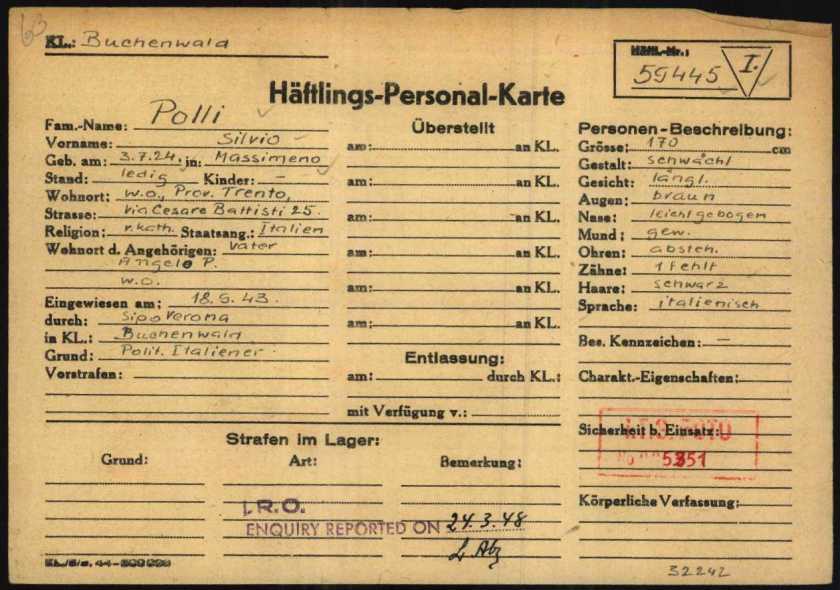 63
KL.: Buchenwald
Häftl.-Nr.:
59445 I.
Häftlings-Personal-Karte
Fam.-Name: Polli
Vorname: Silvio
Geb. am: 3.7.24. in: Massimeno
Stand: ledig Kinder: –
Wohnort: w.o., Prov. Trento,
Strasse: via Cesare Battisti 25.
Religion: r.kath. Staatsang.: Italien
Wohnort d. Angehörigen: Vater
Angelo P.
w.o.
Eingewiesen am: 18.9.43.
durch: Sipo Verona
in KL.: Buchenwald
Grund: Polit. Italiener
Vorstrafen:
Überstellt
am: an KL.
am: an KL.
am: an KL.
am: an KL.
am: an KL.
am: an KL.
Entlassung:
am: durch KL.:
mit Verfügung v.:
Personen-Beschreibung:
Grösse: 170 cm
Gestalt: schwächl
Gesicht: längl.
Augen: braun
Nase: leicht gebogen
Mund: gew.
Ohren: absteh.
Zähne: 1 fehlt
Haare: schwarz
Sprache: italienisch
Bes. Kennzeichen: –
Charakt.-Eigenschaften:
Sicherheit b. Einsatz:
I.T.S. FOTO
No 5351
Körperliche Verfassung:
Strafen im Lager:
Grund: Art: Bemerkung:
I.R.O.
ENQUIRY REPORTED ON 24.3.48
32242